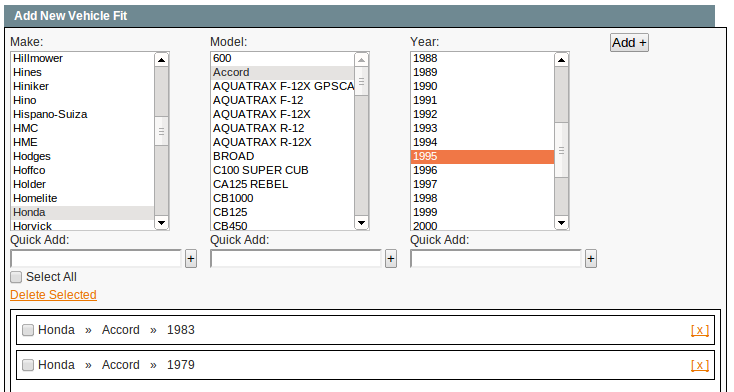 Add New Vehicle Fit
Make:
Hillmower
Hines
Hiniker
Hino
Hispano-Suiza
HMC
HME
Hodges
Hoffco
Holder
Homelite
Honda
Horvick
Quick Add:
+
Model:
600
Accord
AQUATRAX F-12X GPSCA
AQUATRAX F-12
AQUATRAX F-12X
AQUATRAX R-12
AQUATRAX R-12X
BROAD
C100 SUPER CUB
CA125 REBEL
CB1000
CB125
CB450
Quick Add:
+
Year:
1988
1989
1990
1991
1992
1993
1994
1995
1996
1997
1998
1999
2000
Quick Add:
+
Add +
Select All
Delete Selected
Honda » Accord » 1983 [ x ]
Honda » Accord » 1979 [ x ]